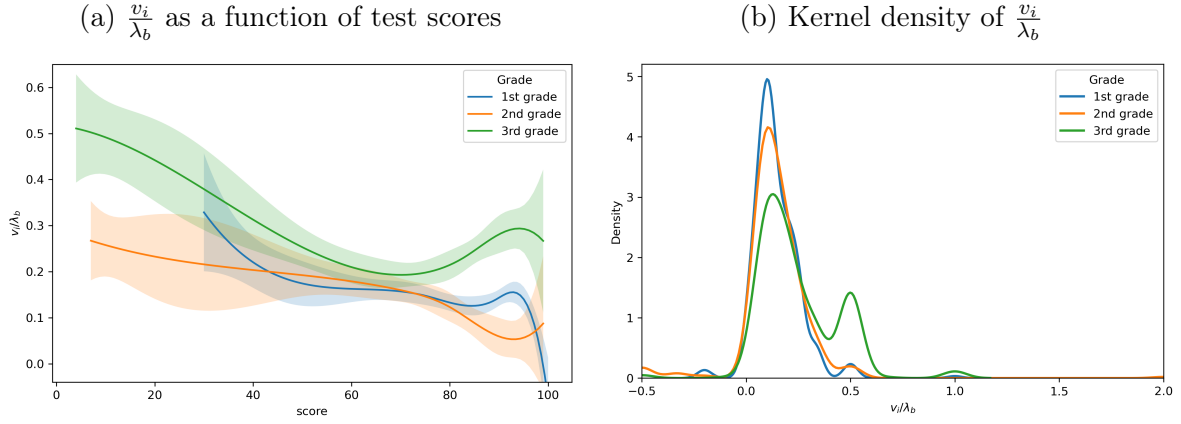 (a) v_i/λ_b as a function of test scores
0.6
0.5
0.4
0.3
0.2
0.1
0.0
v_i/λ_b
0
20
40
60
80
100
score
Grade
1st grade
2nd grade
3rd grade
(b) Kernel density of v_i/λ_b
5
4
3
2
1
0
Density
−0.5
0.0
0.5
1.0
1.5
2.0
v_i/λ_b
Grade
1st grade
2nd grade
3rd grade